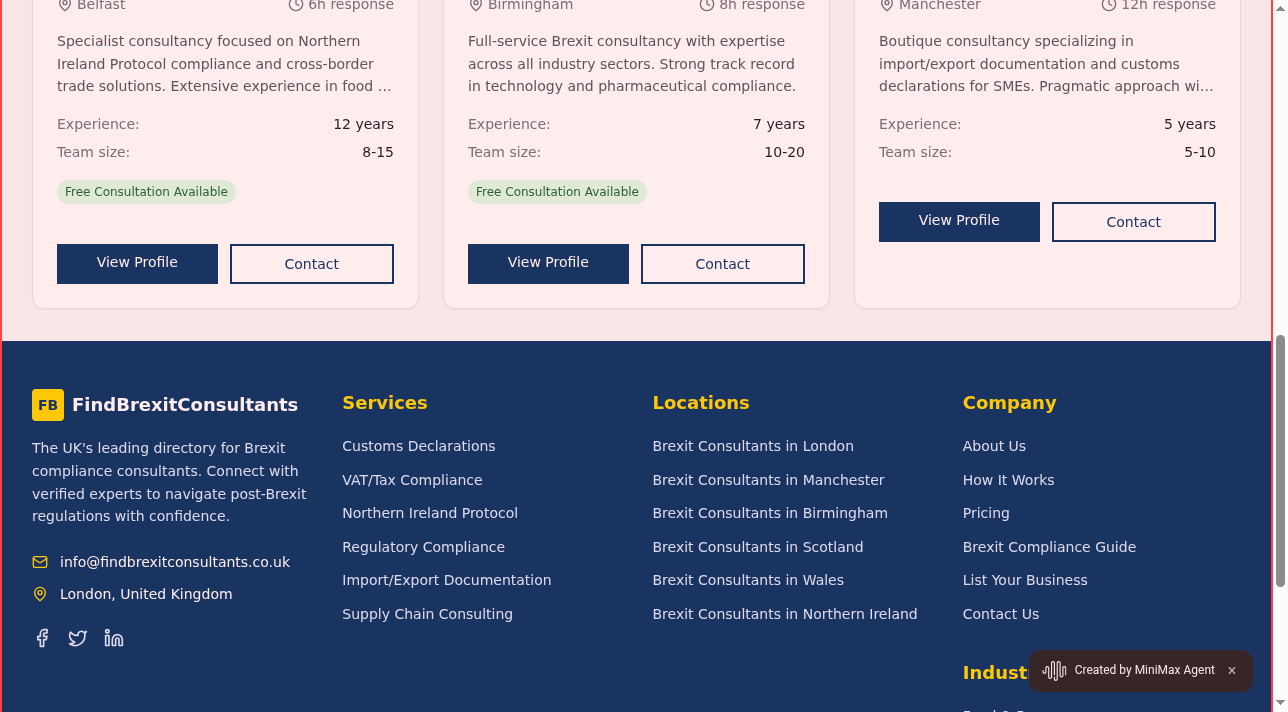 Belfast
6h response
Specialist consultancy focused on Northern
Ireland Protocol compliance and cross-border
trade solutions. Extensive experience in food ...
Experience:
12 years
Team size:
8-15
Free Consultation Available
View Profile
Contact
Birmingham
8h response
Full-service Brexit consultancy with expertise
across all industry sectors. Strong track record
in technology and pharmaceutical compliance.
Experience:
7 years
Team size:
10-20
Free Consultation Available
View Profile
Contact
Manchester
12h response
Boutique consultancy specializing in
import/export documentation and customs
declarations for SMEs. Pragmatic approach wi...
Experience:
5 years
Team size:
5-10
View Profile
Contact
FB
FindBrexitConsultants
The UK's leading directory for Brexit
compliance consultants. Connect with
verified experts to navigate post-Brexit
regulations with confidence.
info@findbrexitconsultants.co.uk
London, United Kingdom
Services
Customs Declarations
VAT/Tax Compliance
Northern Ireland Protocol
Regulatory Compliance
Import/Export Documentation
Supply Chain Consulting
Locations
Brexit Consultants in London
Brexit Consultants in Manchester
Brexit Consultants in Birmingham
Brexit Consultants in Scotland
Brexit Consultants in Wales
Brexit Consultants in Northern Ireland
Company
About Us
How It Works
Pricing
Brexit Compliance Guide
List Your Business
Contact Us
Created by MiniMax Agent ×